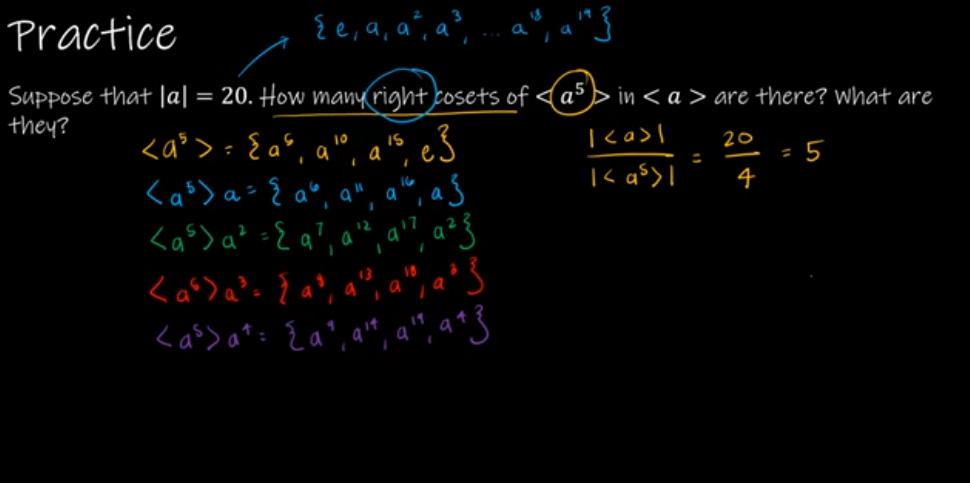 Practice
{e, a, a², a³, ... a¹⁸, a¹⁹}
Suppose that |a| = 20. How many right cosets of < a⁵ > in < a > are there? What are
they?
<a⁵> = {a⁵, a¹⁰, a¹⁵, e}
|<a>| / |<a⁵>| = 20/4 = 5
<a⁵>a = {a⁶, a¹¹, a¹⁶, a}
<a⁵>a² = {a⁷, a¹², a¹⁷, a²}
<a⁵>a³ = {a⁸, a¹³, a¹⁸, a³}
<a⁵>a⁴ = {a⁹, a¹⁴, a¹⁹, a⁴}